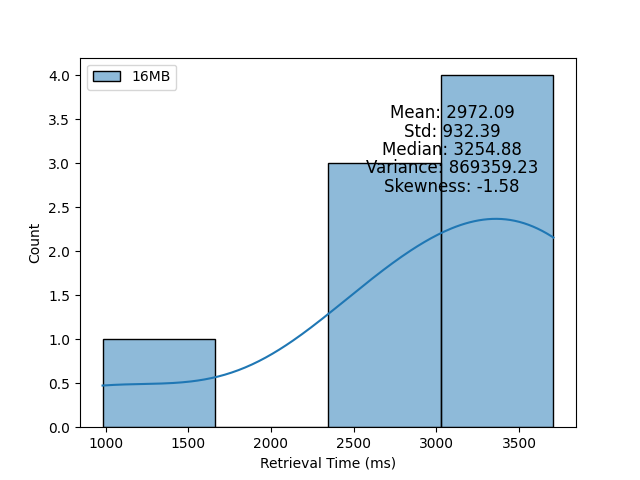 16MB
Mean: 2972.09
Std: 932.39
Median: 3254.88
Variance: 869359.23
Skewness: -1.58
4.0
3.5
3.0
2.5
2.0
1.5
1.0
0.5
0.0
Count
1000 1500 2000 2500 3000 3500
Retrieval Time (ms)